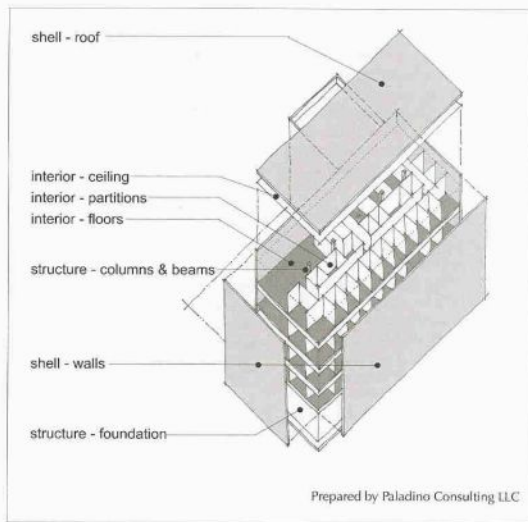 shell - roof
interior - ceiling
interior - partitions
interior - floors
structure - columns & beams
shell - walls
structure - foundation
Prepared by Paladino Consulting LLC